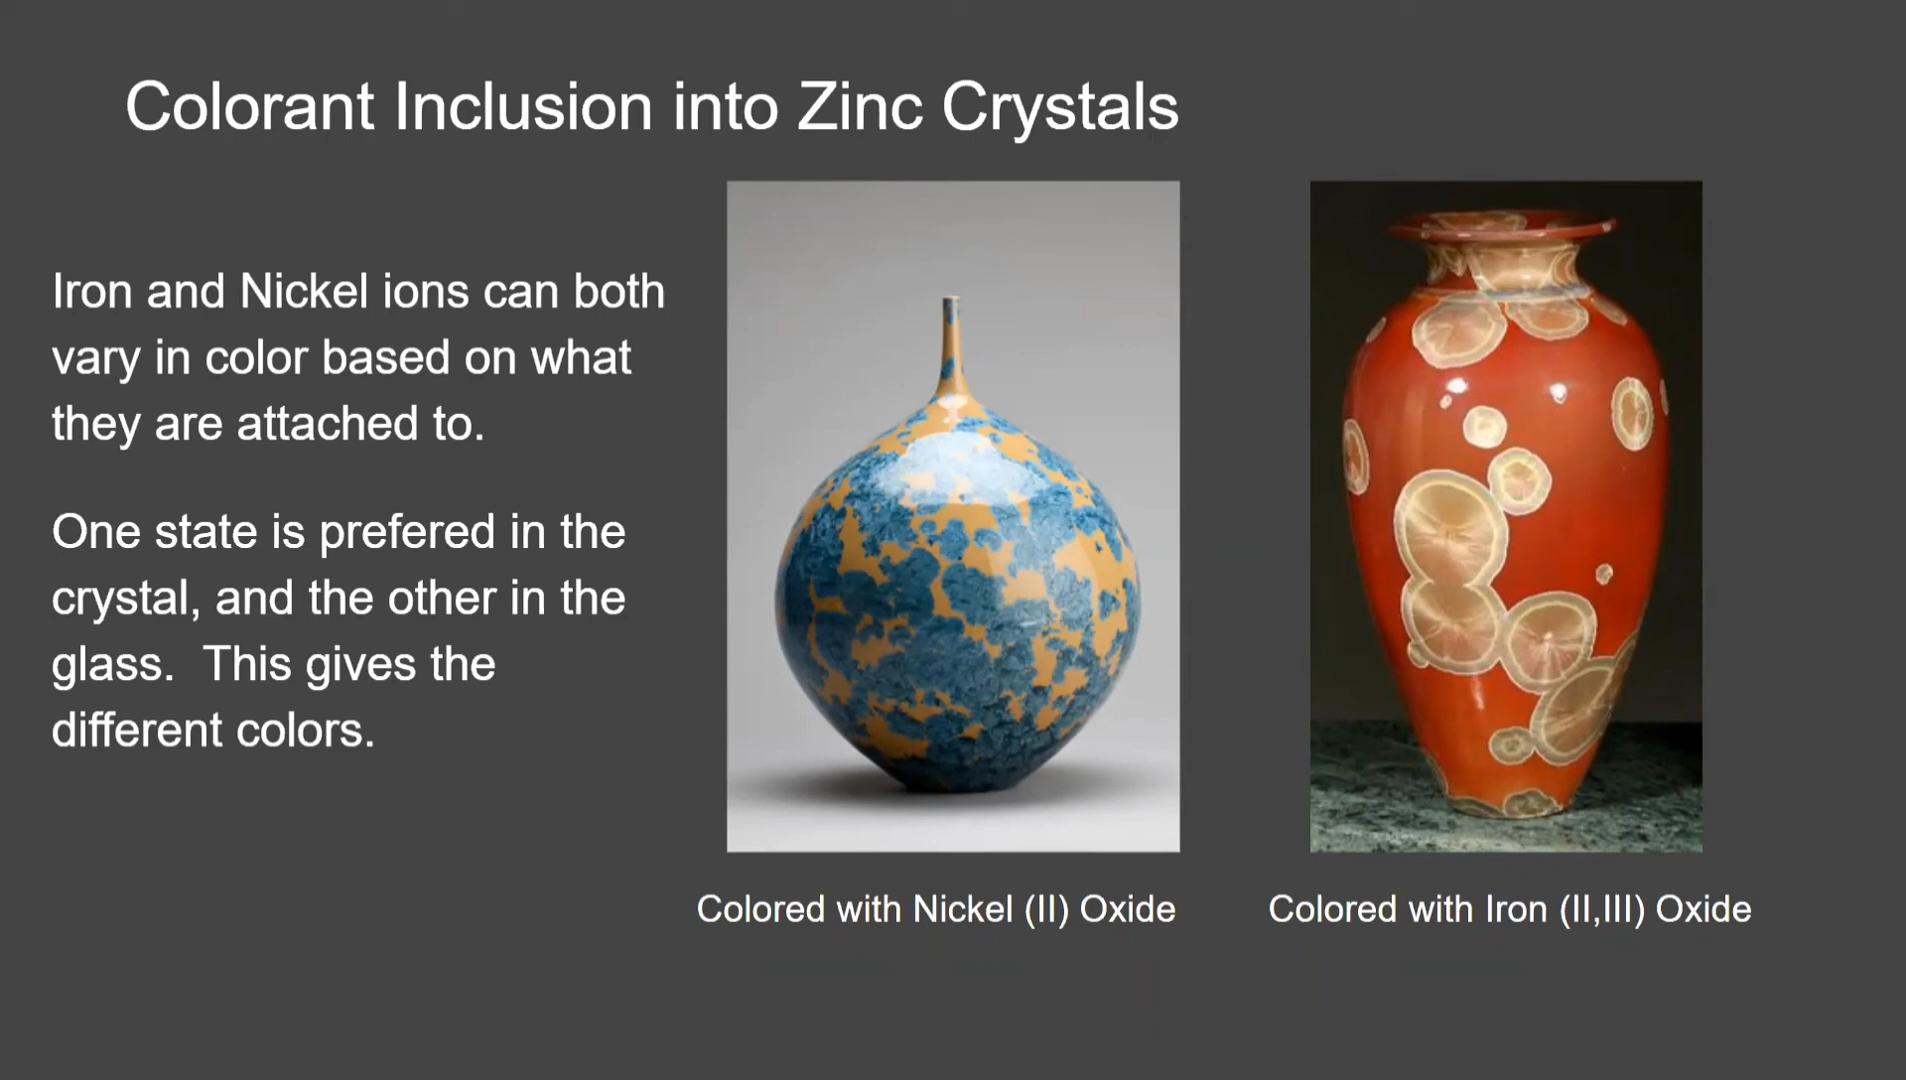 Colorant Inclusion into Zinc Crystals
Iron and Nickel ions can both
vary in color based on what
they are attached to.
One state is prefered in the
crystal, and the other in the
glass.  This gives the
different colors.
Colored with Nickel (II) Oxide
Colored with Iron (II,III) Oxide